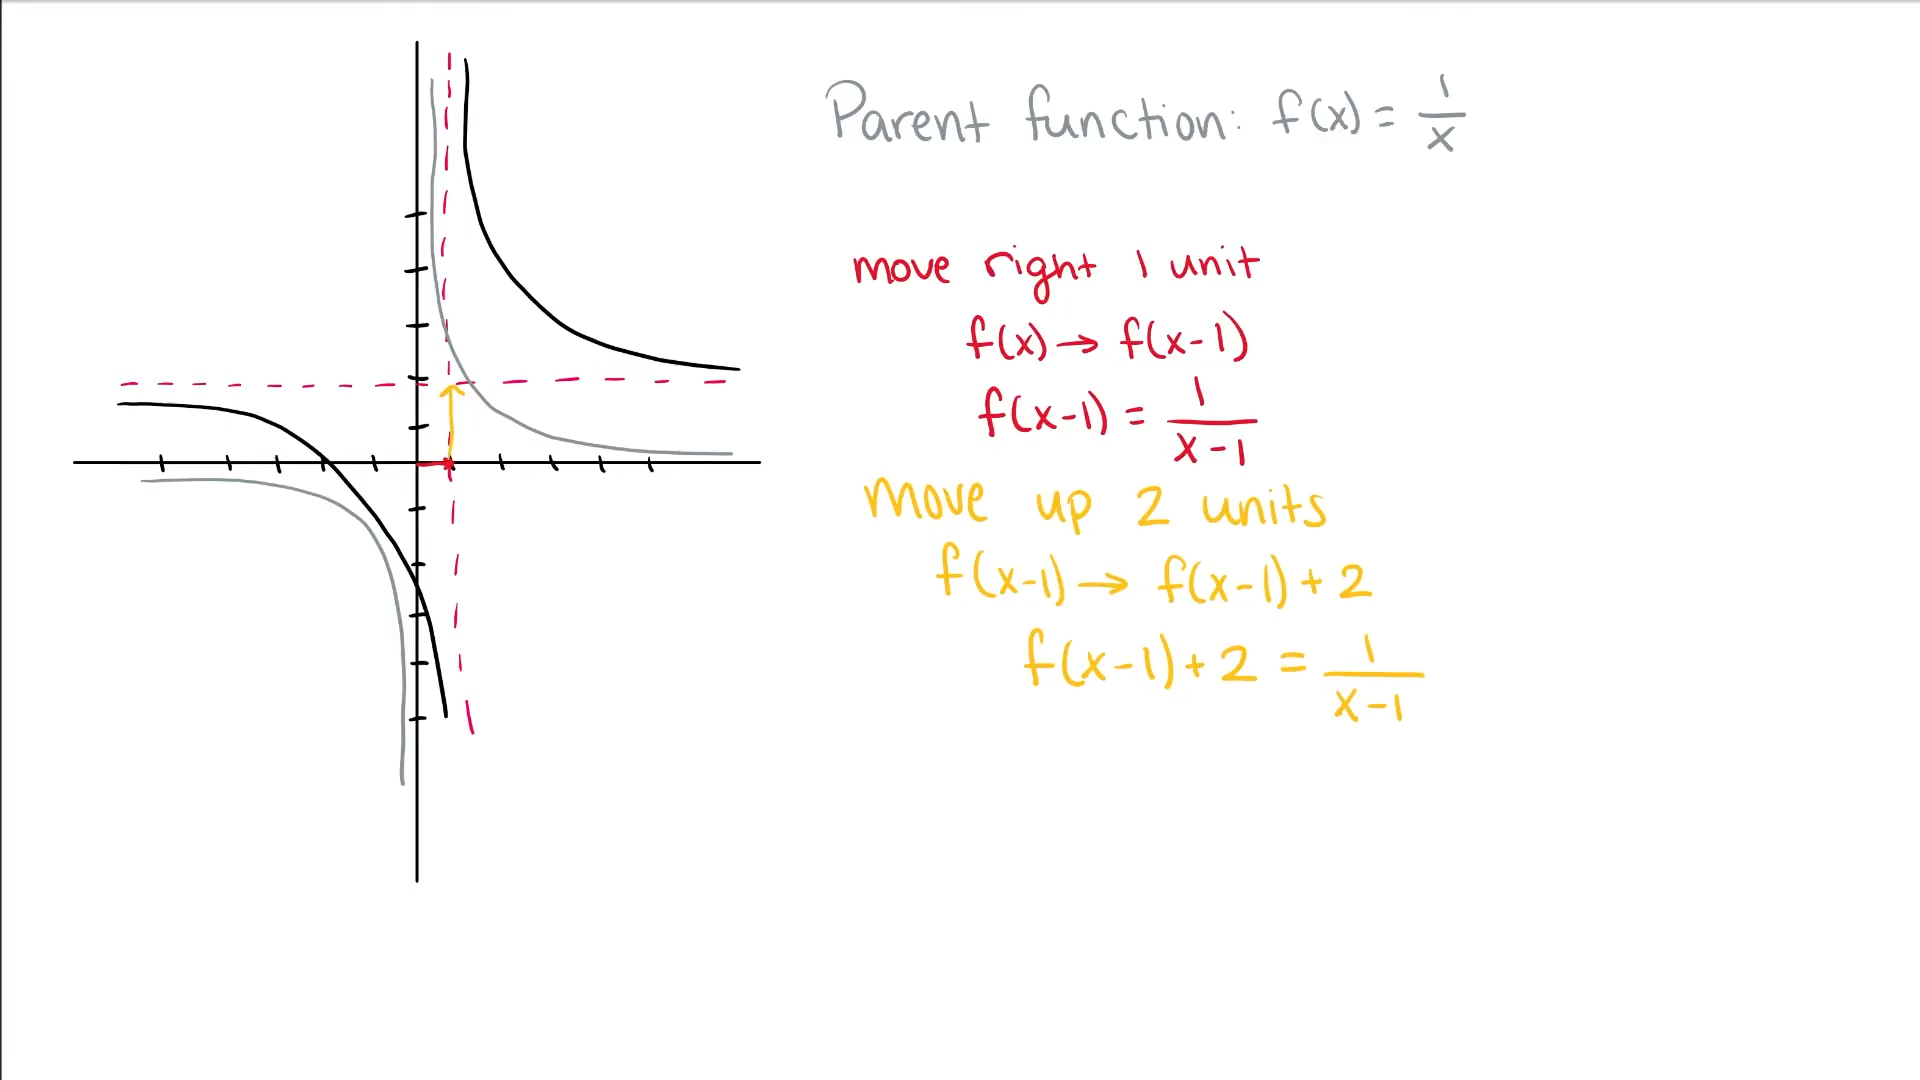 Parent function: f(x) = 1/x
move right 1 unit
f(x) → f(x-1)
f(x-1) = 1/(x-1)
move up 2 units
f(x-1) → f(x-1) + 2
f(x-1) + 2 = 1/(x-1)